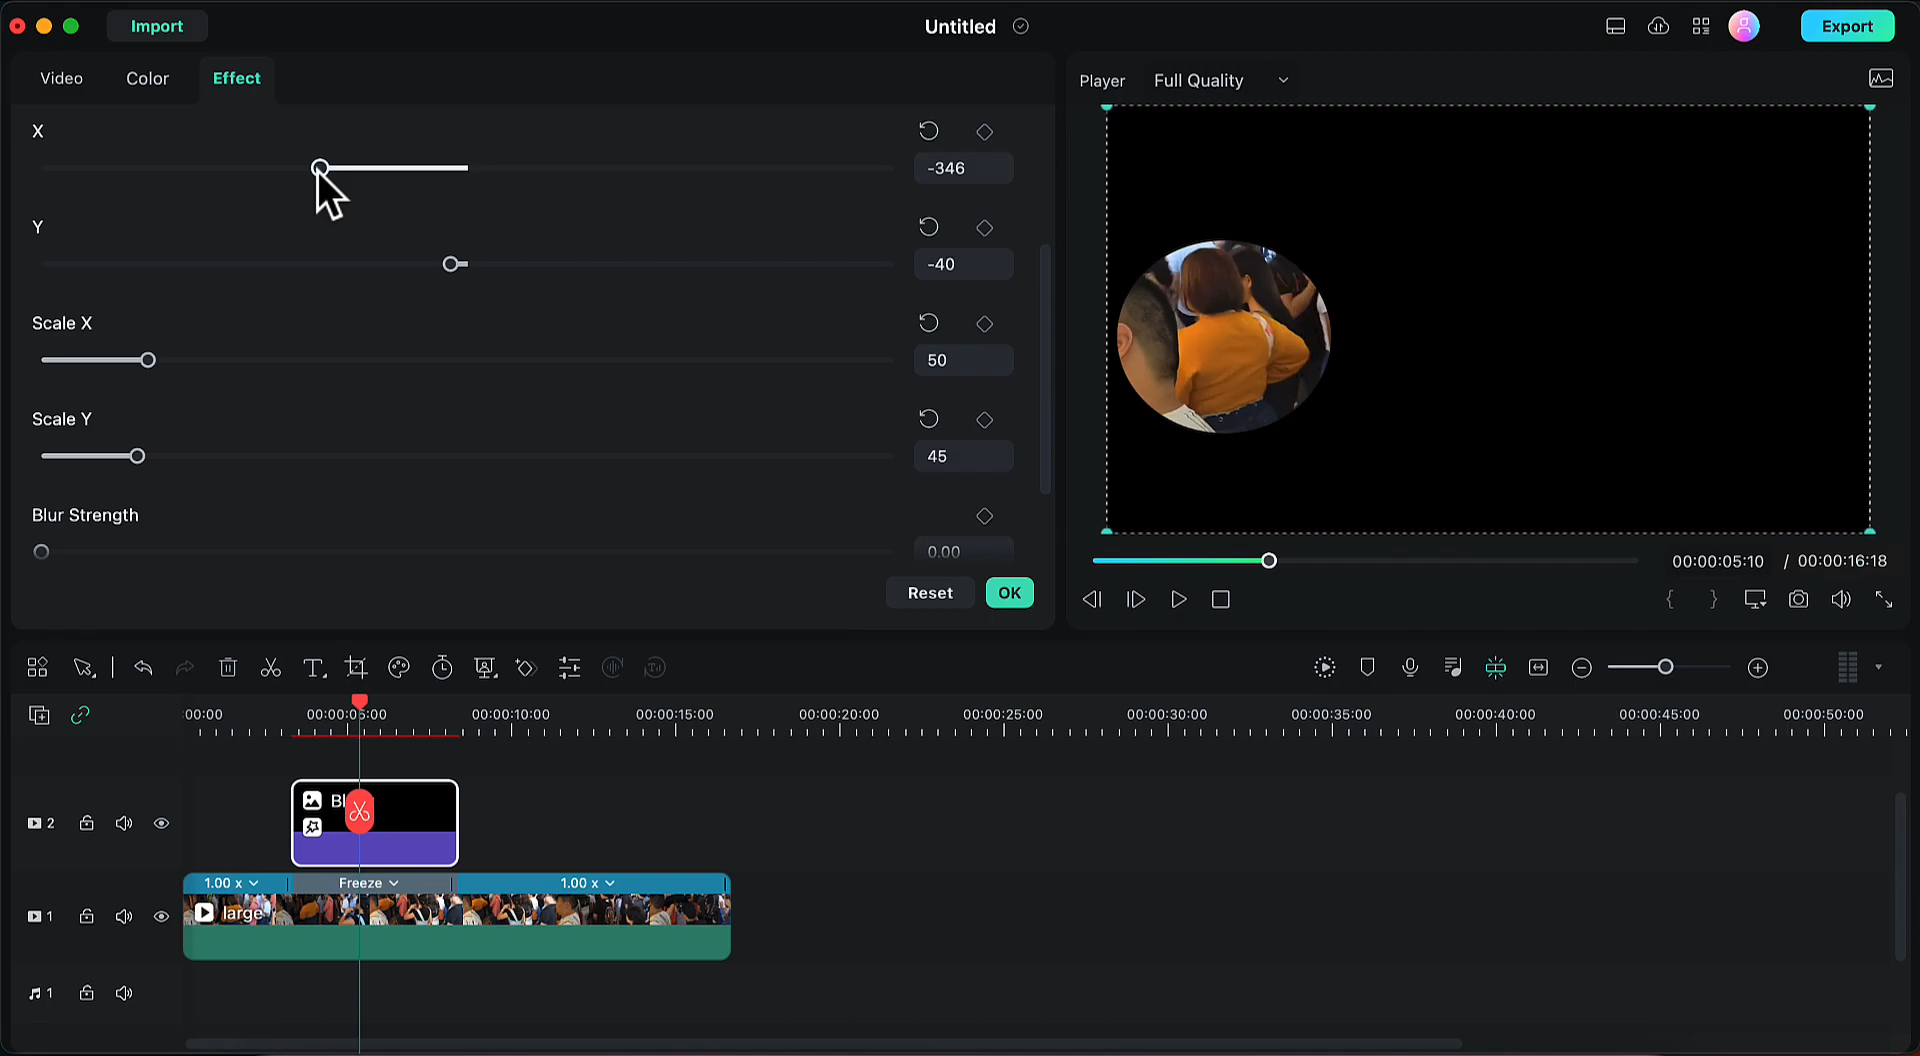 Import
Untitled
Export
Video
Color
Effect
Player
Full Quality
X
-346
Y
-40
Scale X
50
Scale Y
45
Blur Strength
0.00
Reset
OK
00:00:05:10 / 00:00:16:18
:00:00
00:00:05:00
00:00:10:00
00:00:15:00
00:00:20:00
00:00:25:00
00:00:30:00
00:00:35:00
00:00:40:00
00:00:45:00
00:00:50:00
2
Bl
1.00 x
Freeze
1.00 x
1
large
1